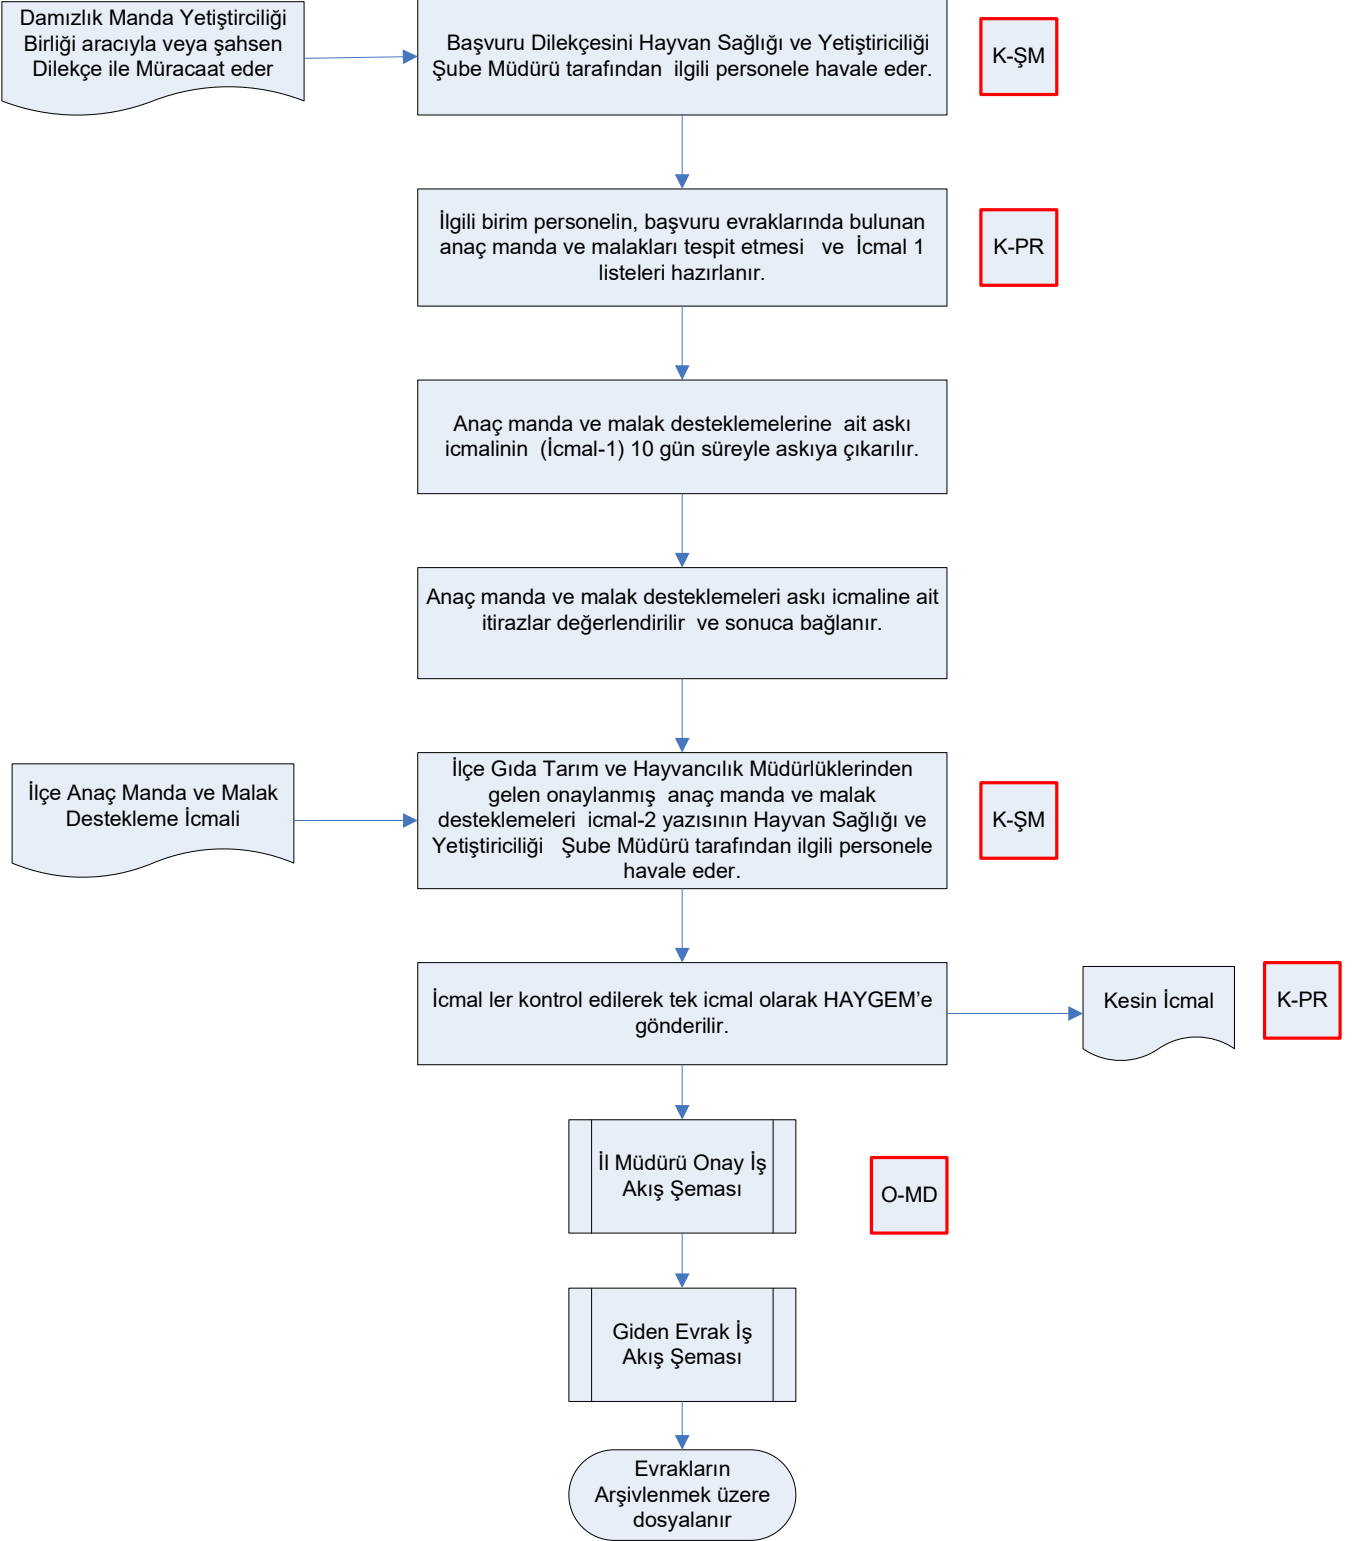 Damızlık Manda Yetiştirciliği
Birliği aracıyla veya şahsen
Dilekçe ile Müracaat eder
Başvuru Dilekçesini Hayvan Sağlığı ve Yetiştiriciliği
Şube Müdürü tarafından ilgili personele havale eder.
K-ŞM
İlgili birim personelin, başvuru evraklarında bulunan
anaç manda ve malakları tespit etmesi ve İcmal 1
listeleri hazırlanır.
K-PR
Anaç manda ve malak desteklemelerine ait askı
icmalinin (İcmal-1) 10 gün süreyle askıya çıkarılır.
Anaç manda ve malak desteklemeleri askı icmaline ait
itirazlar değerlendirilir ve sonuca bağlanır.
İlçe Anaç Manda ve Malak
Destekleme İcmali
İlçe Gıda Tarım ve Hayvancılık Müdürlüklerinden
gelen onaylanmış anaç manda ve malak
desteklemeleri icmal-2 yazısının Hayvan Sağlığı ve
Yetiştiriciliği Şube Müdürü tarafından ilgili personele
havale eder.
K-ŞM
İcmal ler kontrol edilerek tek icmal olarak HAYGEM’e
gönderilir.
Kesin İcmal
K-PR
İl Müdürü Onay İş
Akış Şeması
O-MD
Giden Evrak İş
Akış Şeması
Evrakların
Arşivlenmek üzere
dosyalanır